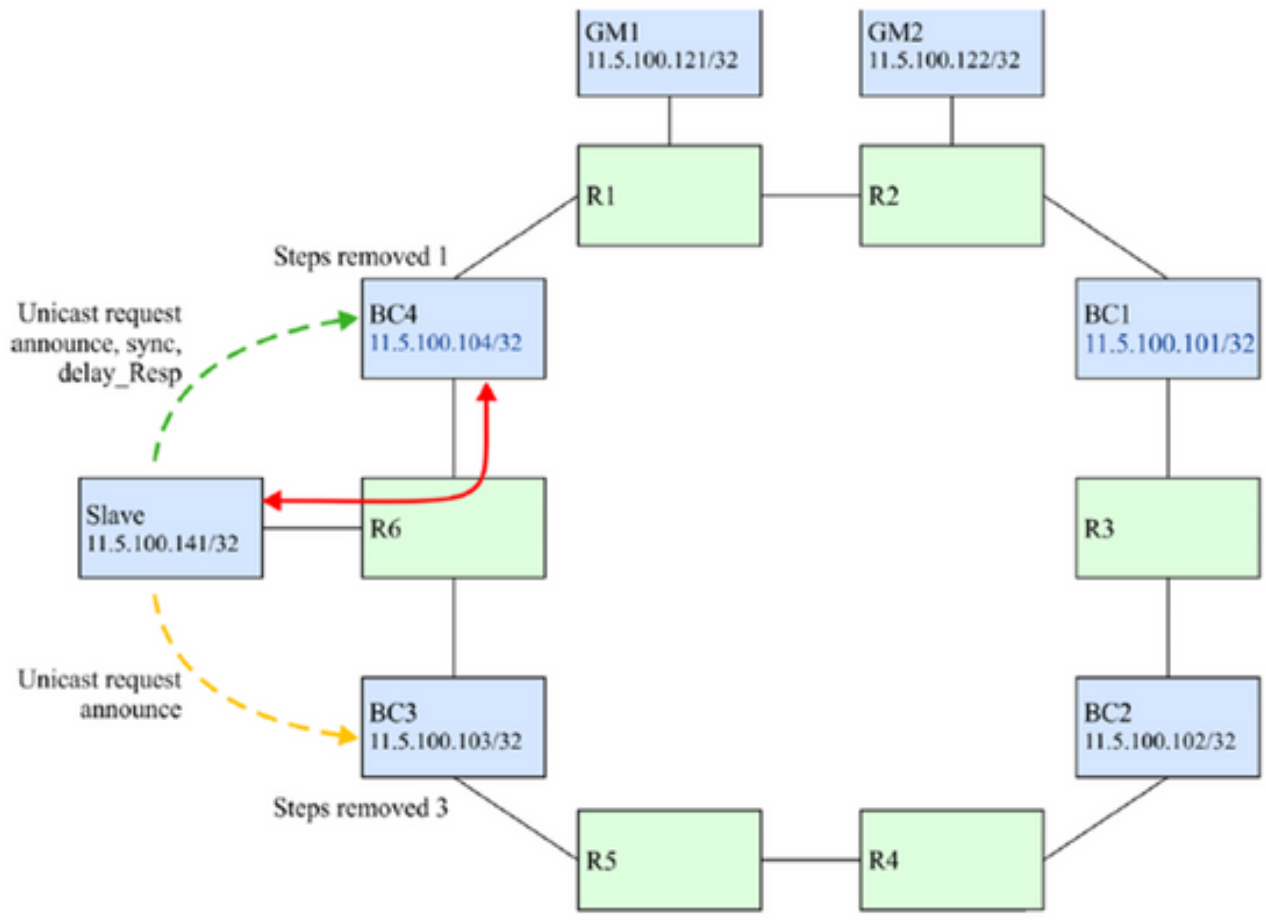 GM1
11.5.100.121/32
GM2
11.5.100.122/32
R1
R2
Steps removed 1
Unicast request
announce, sync,
delay_Resp
BC4
11.5.100.104/32
BC1
11.5.100.101/32
Slave
11.5.100.141/32
R6
R3
Unicast request
announce
BC3
11.5.100.103/32
BC2
11.5.100.102/32
Steps removed 3
R5
R4